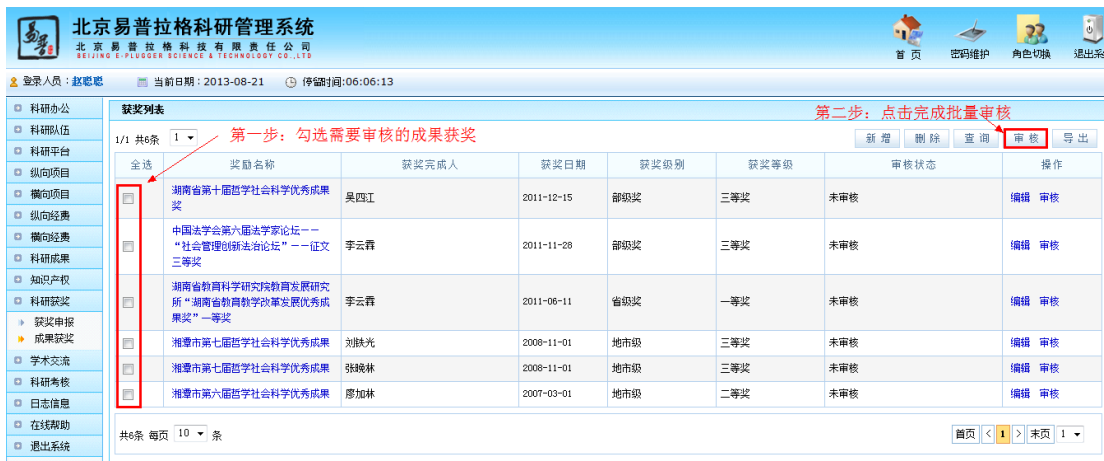 北京易普拉格科研管理系统
北京易普拉格科技有限责任公司
BEIJING E-PLUGGER SCIENCE & TECHNOLOGY CO.,LTD
首页 密码维护 角色切换 退出系
登录人员：赵聪聪 当前日期：2013-08-21 停留时间:06:06:13
科研办公
科研队伍
科研平台
纵向项目
横向项目
纵向经费
横向经费
科研成果
知识产权
科研获奖
获奖申报
成果获奖
学术交流
科研考核
日志信息
在线帮助
退出系统
获奖列表
第二步：点击完成批量审核
1/1 共6条 1
第一步：勾选需要审核的成果获奖
新增 删除 查询 审核 导出
全选 奖励名称 获奖完成人 获奖日期 获奖级别 获奖等级 审核状态 操作
湖南省第十届哲学社会科学优秀成果
奖
吴四江 2011-12-15 部级奖 三等奖 未审核 编辑 审核
中国法学会第六届法学家论坛——
“社会管理创新法治论坛”——征文
三等奖
李云霖 2011-11-28 部级奖 三等奖 未审核 编辑 审核
湖南省教育科学研究院教育发展研究
所“湖南省教育教学改革发展优秀成
果奖”一等奖
李云霖 2011-06-11 省级奖 一等奖 未审核 编辑 审核
湘潭市第七届哲学社会科学优秀成果 刘铁光 2008-11-01 地市级 三等奖 未审核 编辑 审核
湘潭市第七届哲学社会科学优秀成果 张晚林 2008-11-01 地市级 三等奖 未审核 编辑 审核
湘潭市第六届哲学社会科学优秀成果 廖加林 2007-03-01 地市级 二等奖 未审核 编辑 审核
共6条 每页 10 条
首页 < 1 > 末页 1